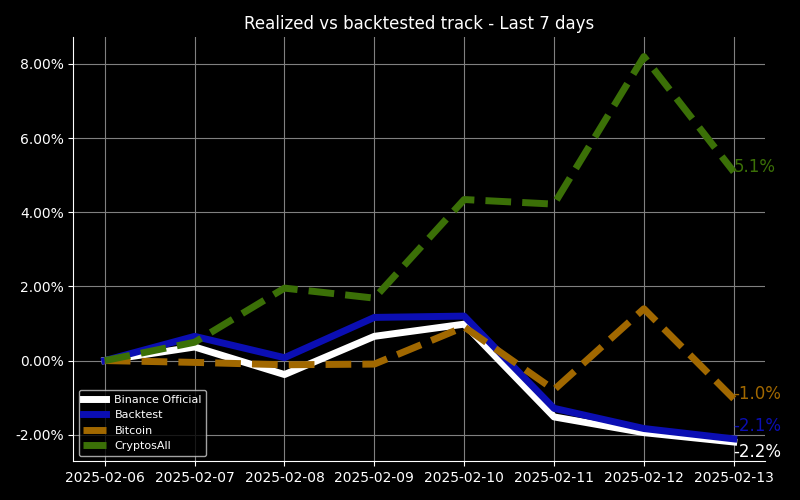 Realized vs backtested track - Last 7 days
8.00%
6.00%
4.00%
2.00%
0.00%
-2.00%
5.1%
-1.0%
-2.1%
-2.2%
Binance Official
Backtest
Bitcoin
CryptosAll
2025-02-06 2025-02-07 2025-02-08 2025-02-09 2025-02-10 2025-02-11 2025-02-12 2025-02-13